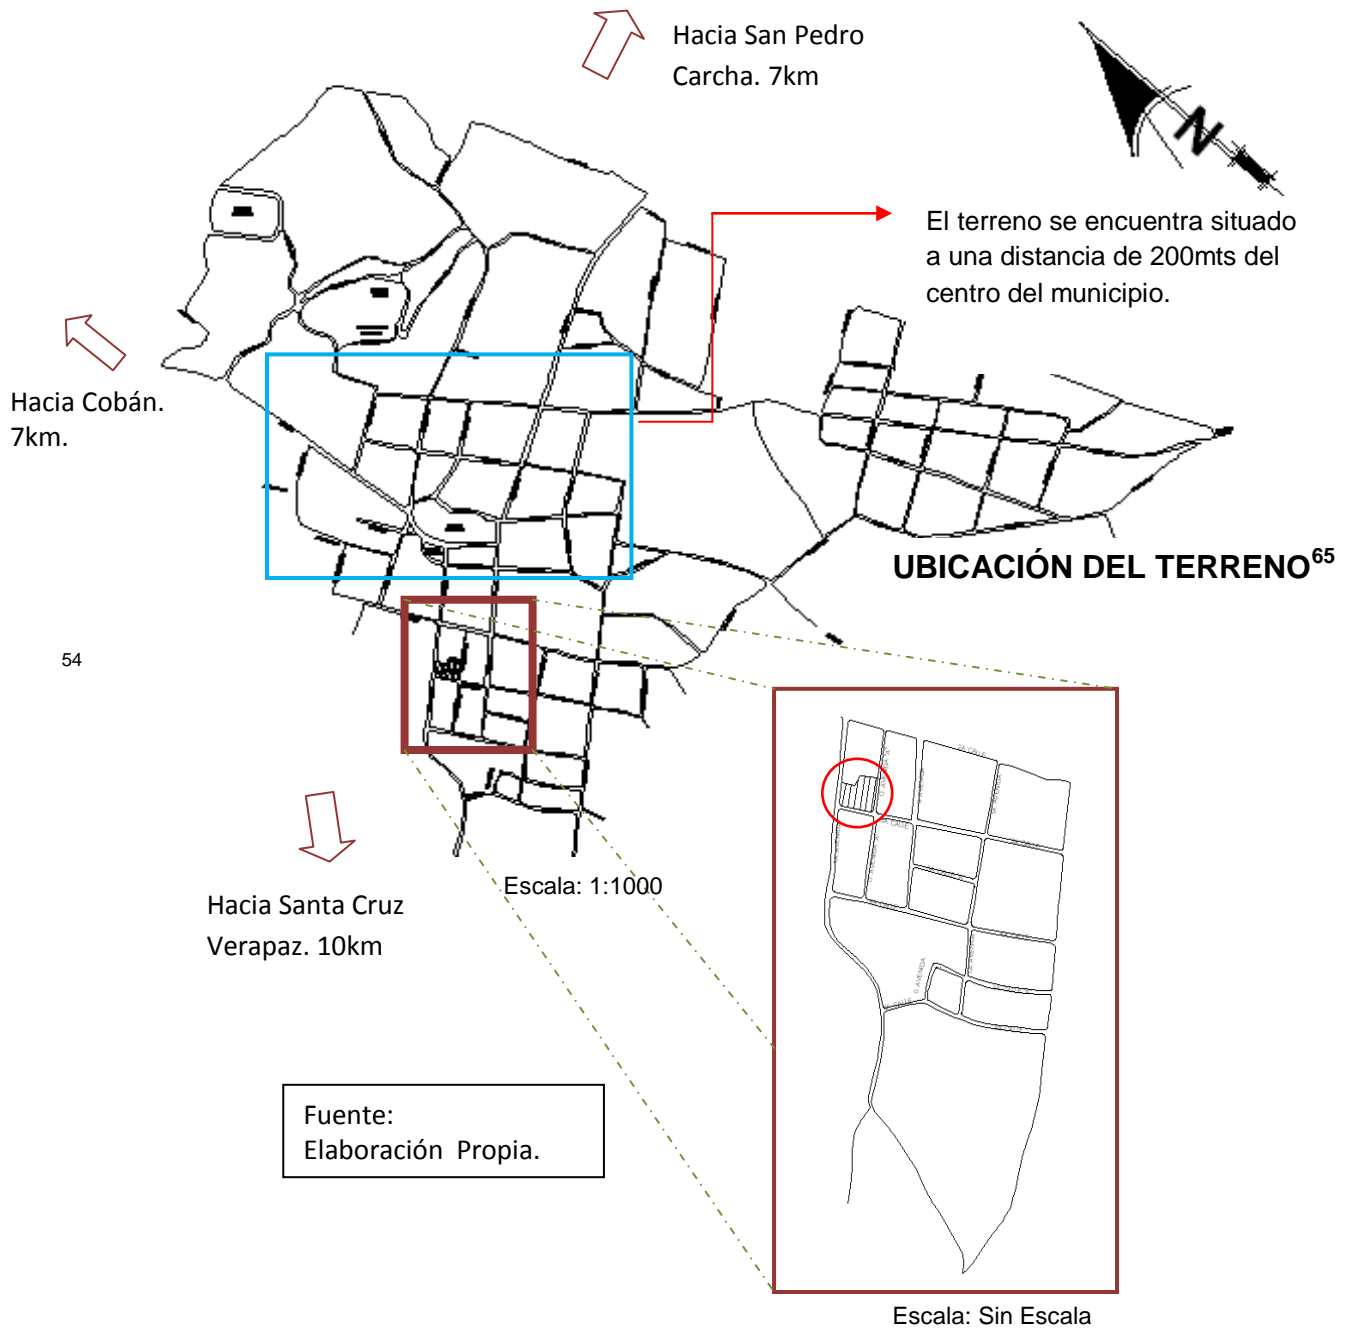 Hacia San Pedro
Carcha. 7km
N
El terreno se encuentra situado
a una distancia de 200mts del
centro del municipio.
Hacia Cobán.
7km.
UBICACIÓN DEL TERRENO65
54
Hacia Santa Cruz
Verapaz. 10km
Escala: 1:1000
Fuente:
Elaboración Propia.
0. AVENIDA
Escala: Sin Escala